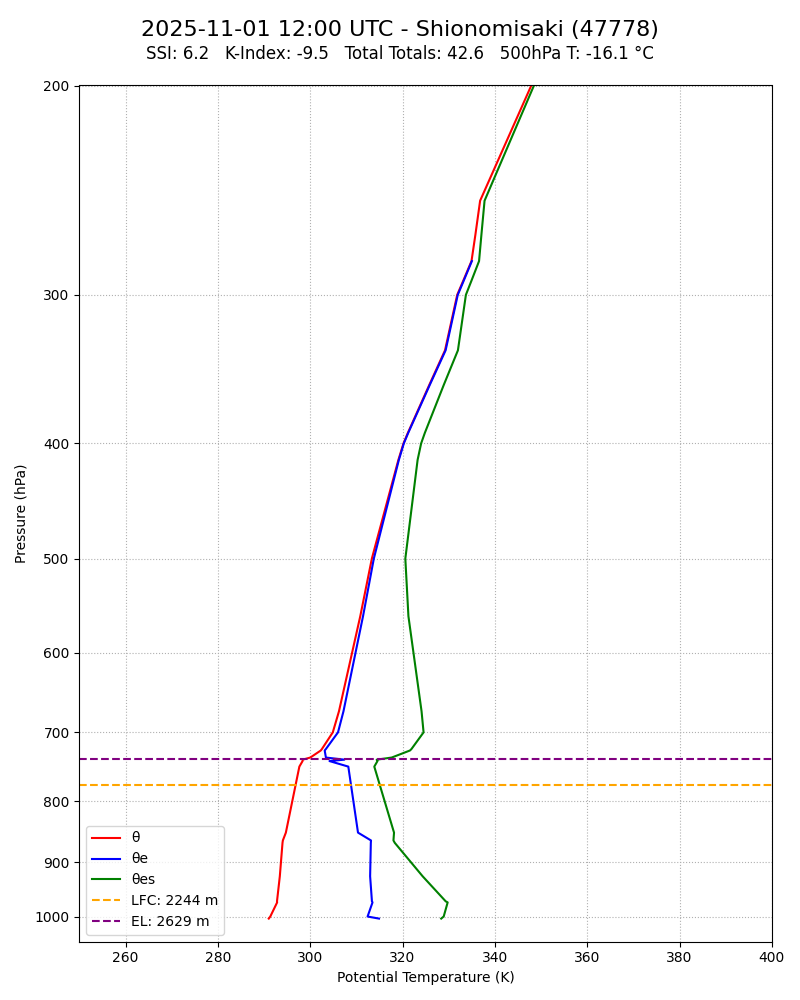 2025-11-01 12:00 UTC - Shionomisaki (47778)
SSI: 6.2   K-Index: -9.5   Total Totals: 42.6   500hPa T: -16.1 °C
200
300
400
500
600
700
800
900
1000
Pressure (hPa)
θ
θe
θes
LFC: 2244 m
EL: 2629 m
260 280 300 320 340 360 380 400
Potential Temperature (K)